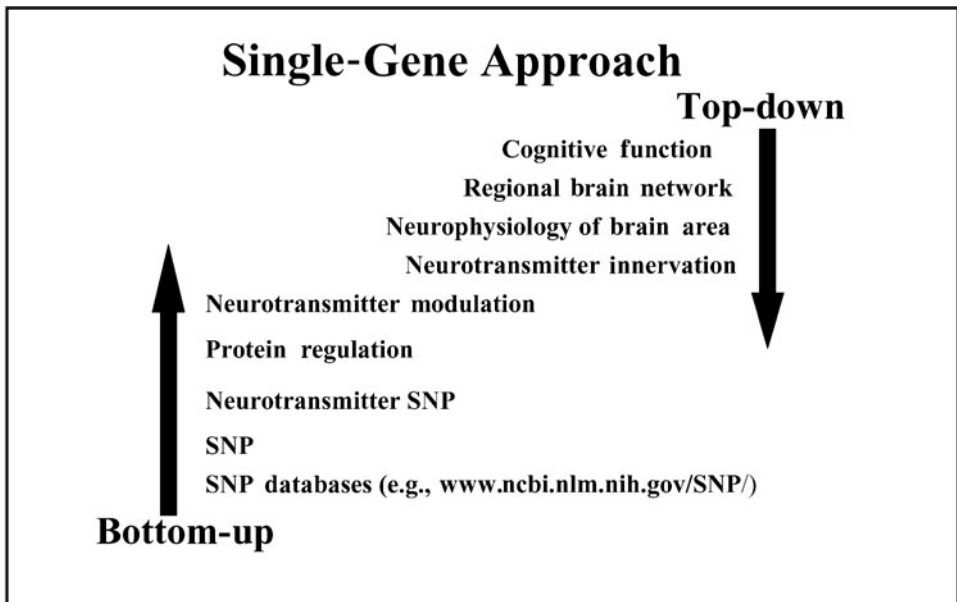 Single-Gene Approach
Top-down
Cognitive function
Regional brain network
Neurophysiology of brain area
Neurotransmitter innervation
Neurotransmitter modulation
Protein regulation
Neurotransmitter SNP
SNP
SNP databases (e.g., www.ncbi.nlm.nih.gov/SNP/)
Bottom-up